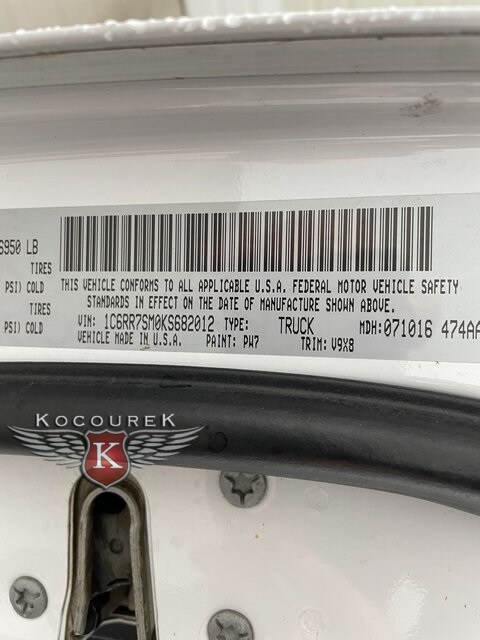 6950 LB
TIRES
PSI) COLD
TIRES
PSI) COLD
THIS VEHICLE CONFORMS TO ALL APPLICABLE U.S.A. FEDERAL MOTOR VEHICLE SAFETY
STANDARDS IN EFFECT ON THE DATE OF MANUFACTURE SHOWN ABOVE.
VIN: 1C6RR7SM0KS682012 TYPE: TRUCK MDH:071016 474AA
VEHICLE MADE IN U.S.A. PAINT: PW7 TRIM: V9X8
KOCOUREK
K